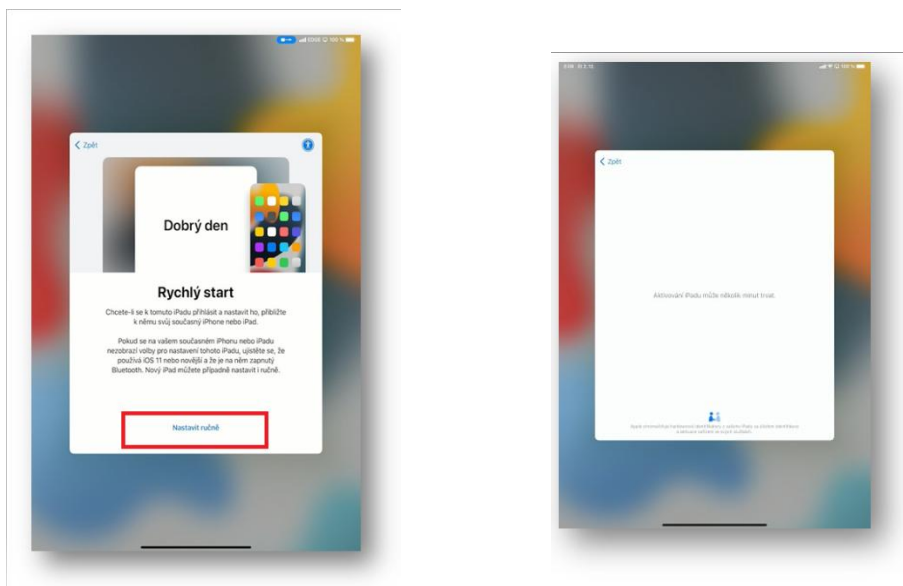 100 %
Zpět
Dobrý den
Rychlý start
Chcete-li se k tomuto iPadu přihlásit a nastavit ho, přibližte
k němu svůj současný iPhone nebo iPad.
Pokud se na vašem současném iPhonu nebo iPadu
nezobrazí volby pro nastavení tohoto iPadu, ujistěte se, že
používá iOS 11 nebo novější a že je na něm zapnutý
Bluetooth. Nový iPad můžete případně nastavit i ručně.
Nastavit ručně
100 %
Zpět
Aktivování iPadu může několik minut trvat.